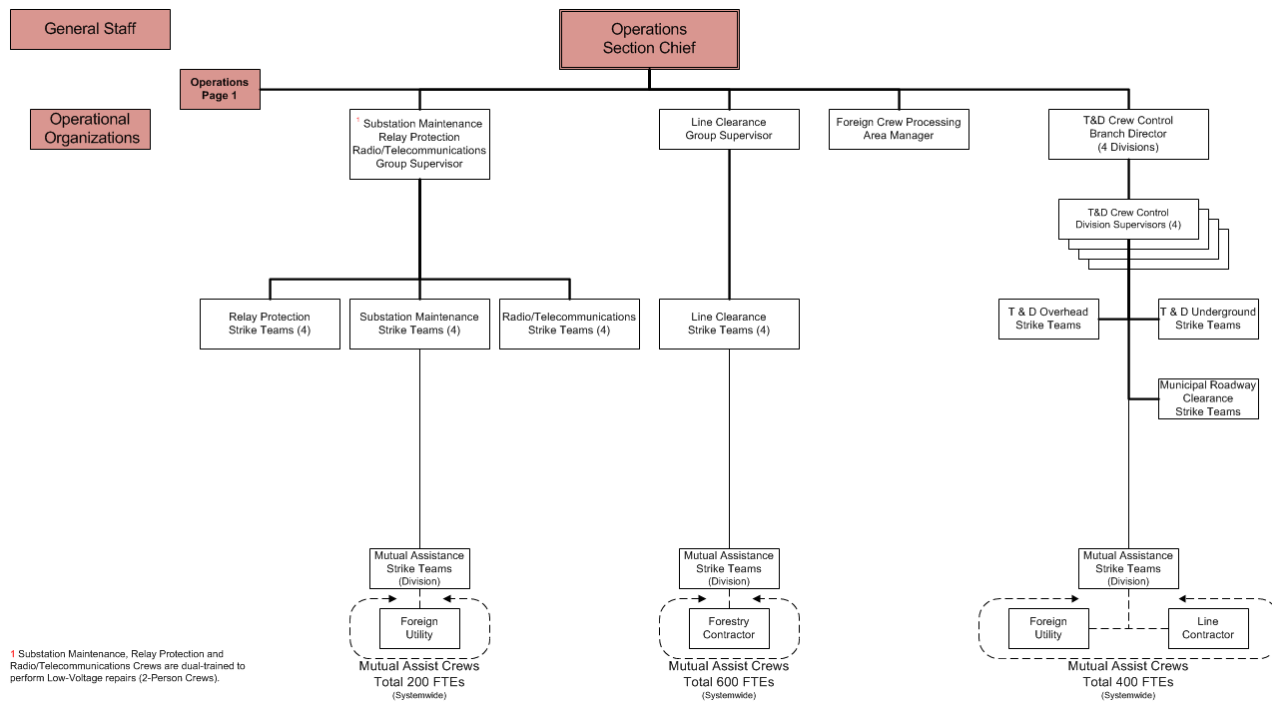 General Staff
Operations
Section Chief
Operations
Page 1
Operational
Organizations
1 Substation Maintenance
Relay Protection
Radio/Telecommunications
Group Supervisor
Line Clearance
Group Supervisor
Foreign Crew Processing
Area Manager
T&D Crew Control
Branch Director
(4 Divisions)
T&D Crew Control
Division Supervisors (4)
Relay Protection
Strike Teams (4)
Substation Maintenance
Strike Teams (4)
Radio/Telecommunications
Strike Teams (4)
Line Clearance
Strike Teams (4)
T & D Overhead
Strike Teams
T & D Underground
Strike Teams
Municipal Roadway
Clearance
Strike Teams
Mutual Assistance
Strike Teams
(Division)
Mutual Assistance
Strike Teams
(Division)
Mutual Assistance
Strike Teams
(Division)
Foreign
Utility
Forestry
Contractor
Foreign
Utility
Line
Contractor
Mutual Assist Crews
Total 200 FTEs
(Systemwide)
Mutual Assist Crews
Total 600 FTEs
(Systemwide)
Mutual Assist Crews
Total 400 FTEs
(Systemwide)
1 Substation Maintenance, Relay Protection and
Radio/Telecommunications Crews are dual-trained to
perform Low-Voltage repairs (2-Person Crews).